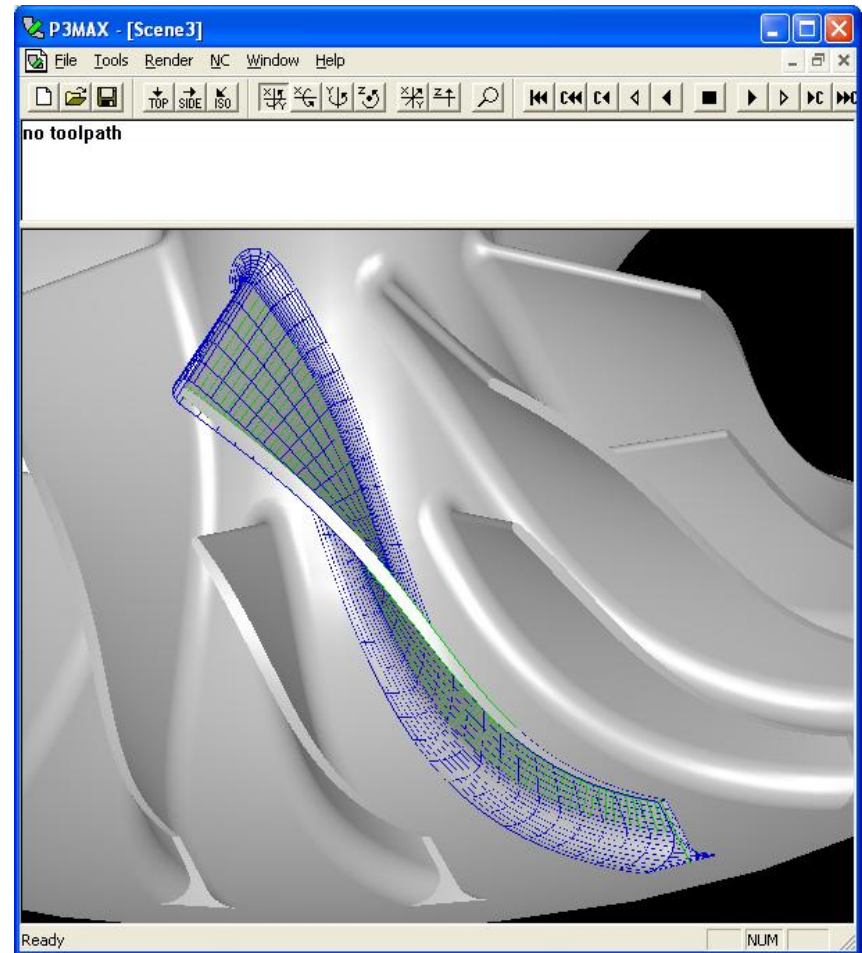 P3MAX - [Scene3]
File Tools Render NC Window Help
TOP SIDE ISO X Y X Y Z X Y Z C C C C
no toolpath
Ready NUM